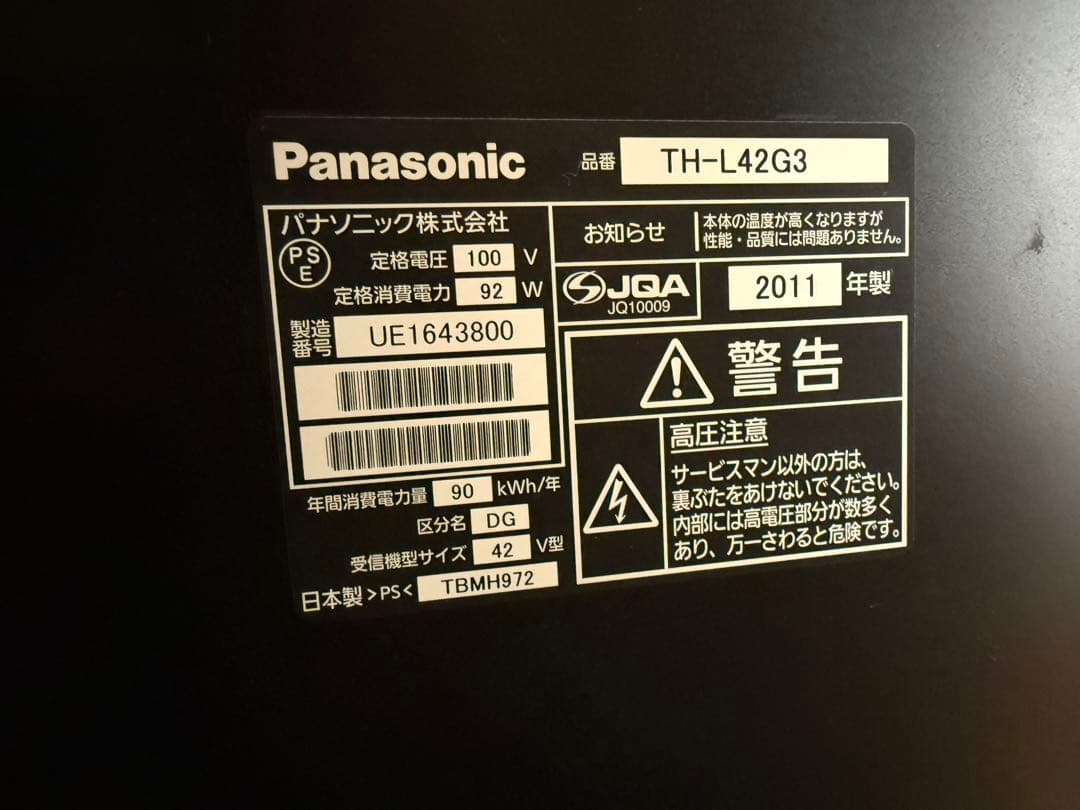 Panasonic 品番 TH-L42G3
パナソニック株式会社
PS
E
定格電圧 100 V
定格消費電力 92 W
製造
番号 UE1643800
年間消費電力量 90 kWh/年
区分名 DG
受信機型サイズ 42 V型
日本製 >PS< TBMH972
お知らせ
本体の温度が高くなりますが
性能・品質には問題ありません。
JQA
JQ10009
2011 年製
警告
高圧注意
サービスマン以外の方は、
裏ぶたをあけないでください。
内部には高電圧部分が数多く
あり、万一さわると危険です。